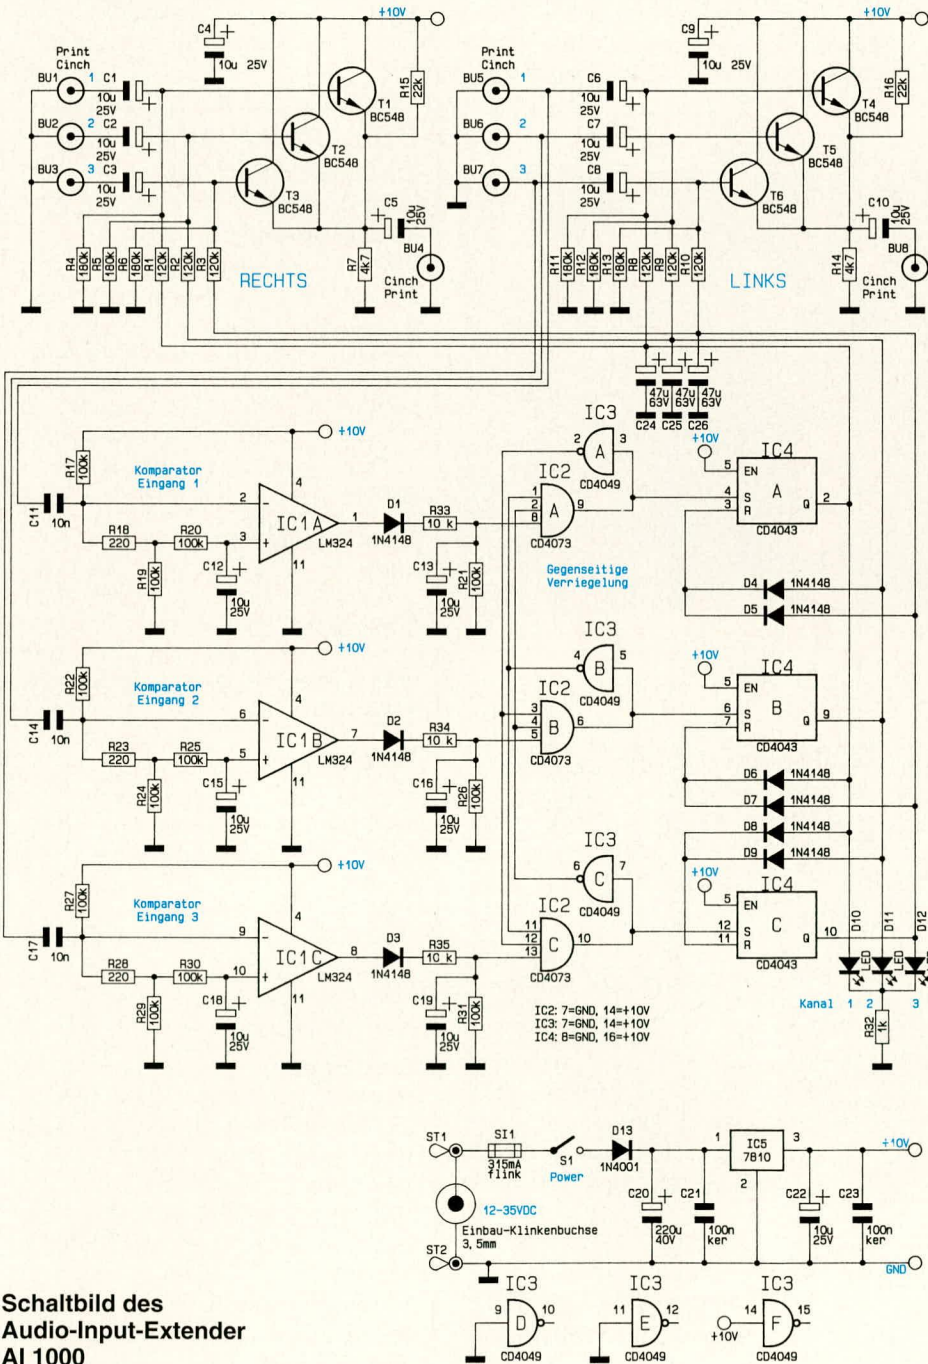 +10V
+10V
C4
+
10u 25V
C9
+
10u 25V
Print
Cinch
BU1
1
C1
10u
25V
+
BU2
2
C2
10u
25V
+
BU3
3
C3
10u
25V
+
T1
BC548
T2
BC548
T3
BC548
R15
22k
C5
+
10u
25V
BU4
Cinch
Print
R4
180k
R5
180k
R6
180k
R1
120k
R2
120k
R3
120k
RECHTS
R7
4k7
Print
Cinch
BU5
1
C6
10u
25V
+
BU6
2
C7
10u
25V
+
BU7
3
C8
10u
25V
+
T4
BC548
T5
BC548
T6
BC548
R16
22k
C10
+
10u
25V
BU8
Cinch
Print
R11
180k
R12
180k
R13
180k
R8
120k
R9
120k
R10
120k
LINKS
R14
4k7
+
+
+
47u
63V
47u
63V
47u
63V
C24
C25
C26
+10V
R17
100k
Komparator
Eingang 1
C11
10n
R18
220
R20
100k
R19
100k
C12
+
10u
25V
2
-
3
+
4
11
IC1A
LM324
1
D1
1N4148
R33
10 k
C13
+
10u
25V
R21
100k
IC3
2
A
3
CD4049
IC2
1
2
8
A
9
CD4073
Gegenseitige
Verriegelung
+10V
IC4
5
EN
4
S
3
R
A
Q
2
CD4043
D4
1N4148
D5
1N4148
+10V
R22
100k
Komparator
Eingang 2
C14
10n
R23
220
R25
100k
R24
100k
C15
+
10u
25V
6
-
5
+
4
11
IC1B
LM324
7
D2
1N4148
R34
10 k
C16
+
10u
25V
R26
100k
IC3
4
B
5
CD4049
IC2
3
4
5
B
6
CD4073
+10V
IC4
5
EN
6
S
7
R
B
Q
9
CD4043
D6
1N4148
D7
1N4148
D8
1N4148
D9
1N4148
+10V
R27
100k
Komparator
Eingang 3
C17
10n
R28
220
R30
100k
R29
100k
C18
+
10u
25V
9
-
10
+
4
11
IC1C
LM324
8
D3
1N4148
R35
10 k
C19
+
10u
25V
R31
100k
IC3
6
C
7
CD4049
IC2
11
12
13
C
10
CD4073
+10V
IC4
5
EN
12
S
11
R
C
Q
10
CD4043
D10
D11
D12
LED
LED
Kanal 1 2 3
R32
1k
IC2: 7=GND, 14=+10V
IC3: 7=GND, 14=+10V
IC4: 8=GND, 16=+10V
ST1
SI1
315mA
flink
S1
Power
D13
1N4001
1
IC5
7810
3
2
+10V
12-35VDC
Einbau-Klinkenbuchse
3,5mm
C20
+
220u
40V
C21
100n
ker
C22
+
10u
25V
C23
100n
ker
ST2
GND
IC3
9
D
10
CD4049
IC3
11
E
12
CD4049
IC3
14
F
15
+10V
CD4049
Schaltbild des
Audio-Input-Extender
AI 1000